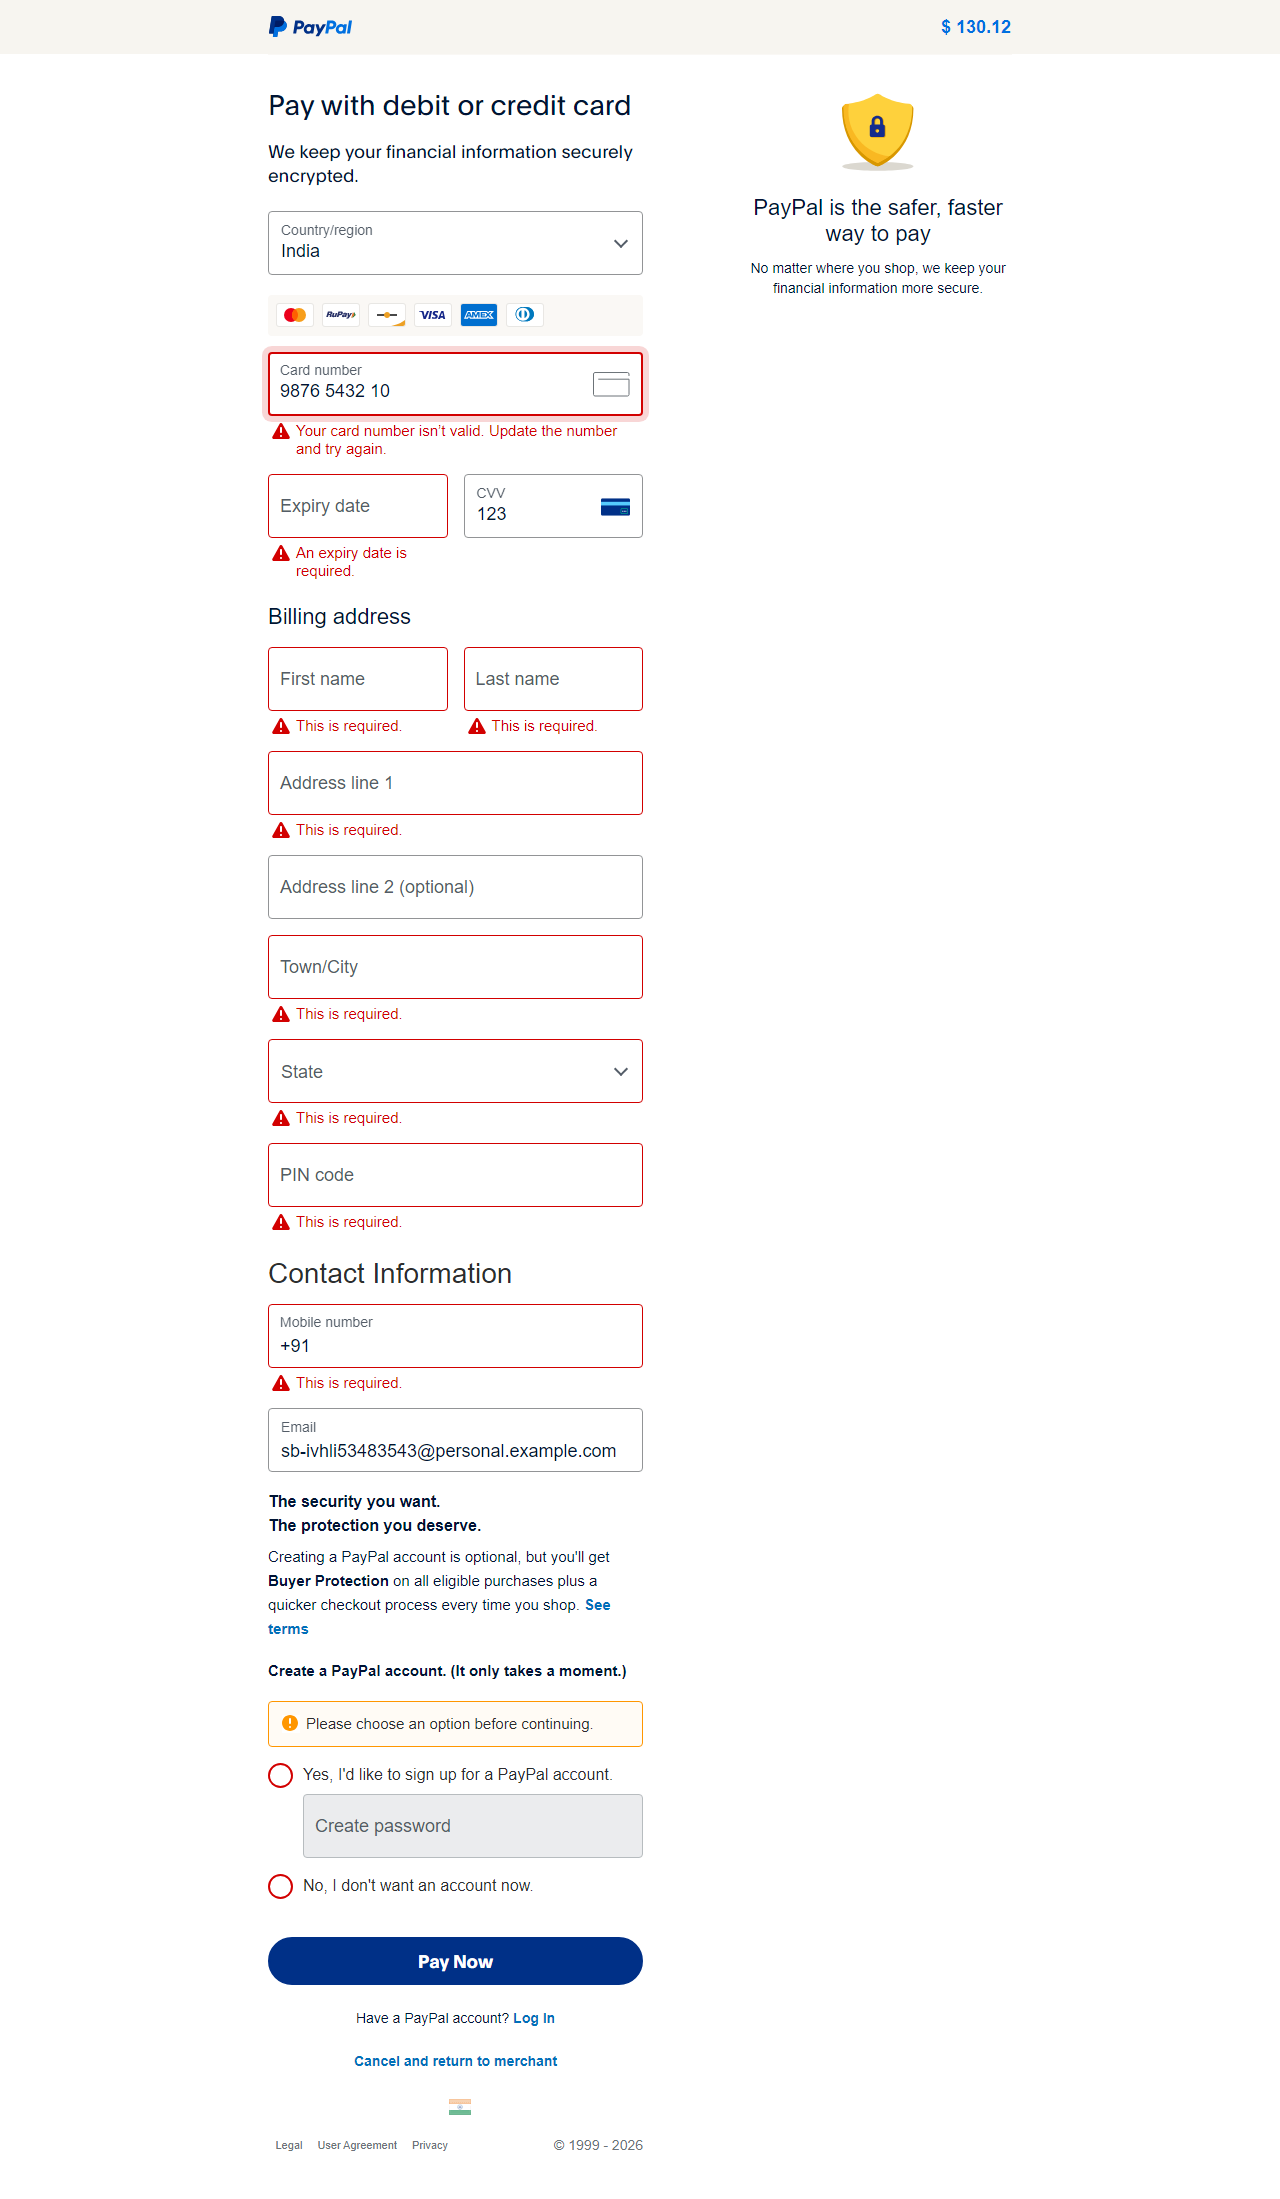 PayPal
$ 130.12
Pay with debit or credit card
We keep your financial information securely
encrypted.
Country/region
India
RuPay
VISA
AMEX
Card number
9876 5432 10
Your card number isn't valid. Update the number
and try again.
Expiry date
CVV
123
An expiry date is
required.
Billing address
First name
Last name
This is required.
This is required.
Address line 1
This is required.
Address line 2 (optional)
Town/City
This is required.
State
This is required.
PIN code
This is required.
Contact Information
Mobile number
+91
This is required.
Email
sb-ivhli53483543@personal.example.com
The security you want.
The protection you deserve.
Creating a PayPal account is optional, but you'll get
Buyer Protection on all eligible purchases plus a
quicker checkout process every time you shop. See
terms
Create a PayPal account. (It only takes a moment.)
Please choose an option before continuing.
Yes, I'd like to sign up for a PayPal account.
Create password
No, I don't want an account now.
Pay Now
Have a PayPal account? Log In
Cancel and return to merchant
Legal User Agreement Privacy
© 1999 - 2026
PayPal is the safer, faster
way to pay
No matter where you shop, we keep your
financial information more secure.